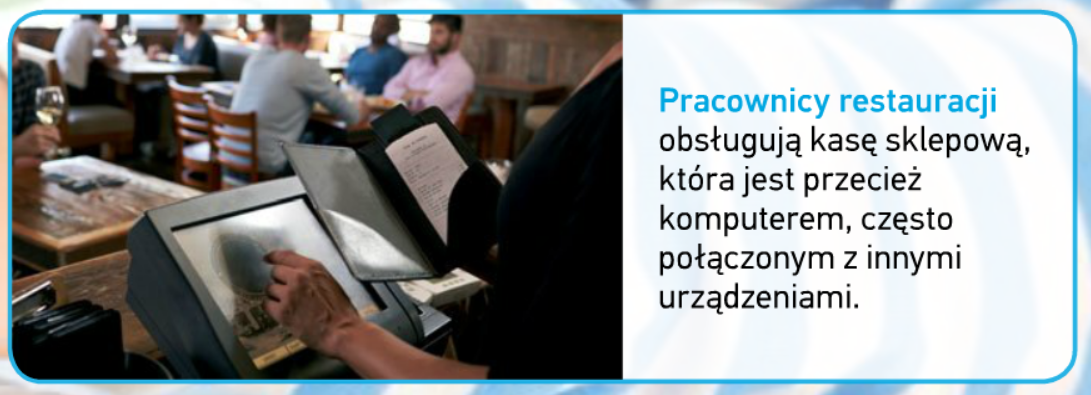 Pracownicy restauracji
obsługują kasę sklepową,
która jest przecież
komputerem, często
połączonym z innymi
urządzeniami.